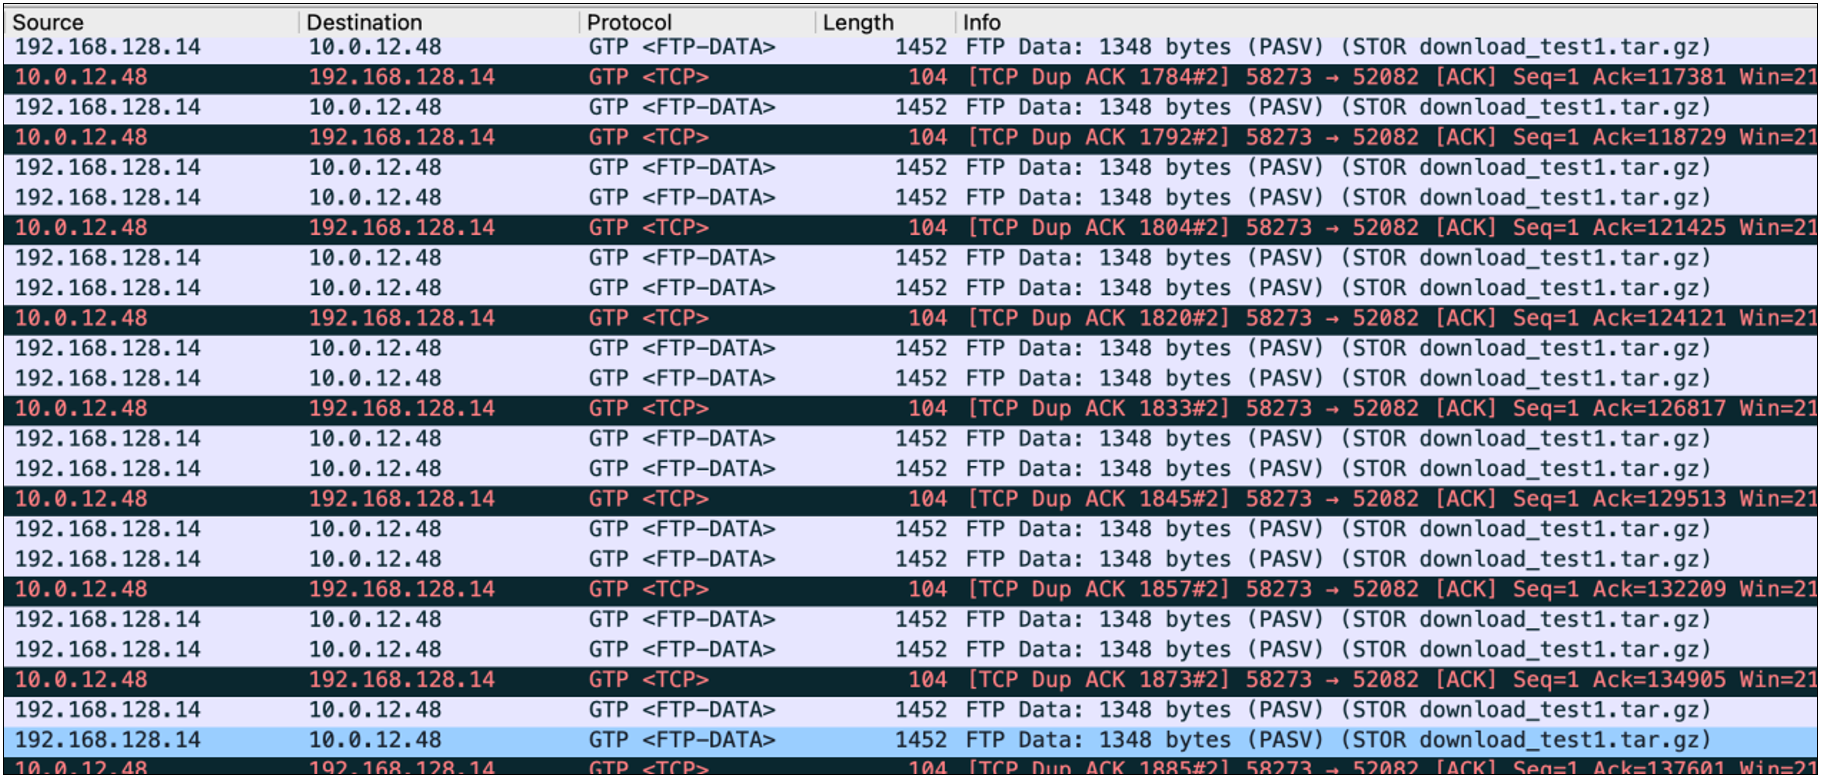 Source Destination Protocol Length Info
192.168.128.14 10.0.12.48 GTP <FTP-DATA> 1452 FTP Data: 1348 bytes (PASV) (STOR download_test1.tar.gz)
10.0.12.48 192.168.128.14 GTP <TCP> 104 [TCP Dup ACK 1784#2] 58273 → 52082 [ACK] Seq=1 Ack=117381 Win=21
192.168.128.14 10.0.12.48 GTP <FTP-DATA> 1452 FTP Data: 1348 bytes (PASV) (STOR download_test1.tar.gz)
10.0.12.48 192.168.128.14 GTP <TCP> 104 [TCP Dup ACK 1792#2] 58273 → 52082 [ACK] Seq=1 Ack=118729 Win=21
192.168.128.14 10.0.12.48 GTP <FTP-DATA> 1452 FTP Data: 1348 bytes (PASV) (STOR download_test1.tar.gz)
192.168.128.14 10.0.12.48 GTP <FTP-DATA> 1452 FTP Data: 1348 bytes (PASV) (STOR download_test1.tar.gz)
10.0.12.48 192.168.128.14 GTP <TCP> 104 [TCP Dup ACK 1804#2] 58273 → 52082 [ACK] Seq=1 Ack=121425 Win=21
192.168.128.14 10.0.12.48 GTP <FTP-DATA> 1452 FTP Data: 1348 bytes (PASV) (STOR download_test1.tar.gz)
192.168.128.14 10.0.12.48 GTP <FTP-DATA> 1452 FTP Data: 1348 bytes (PASV) (STOR download_test1.tar.gz)
10.0.12.48 192.168.128.14 GTP <TCP> 104 [TCP Dup ACK 1820#2] 58273 → 52082 [ACK] Seq=1 Ack=124121 Win=21
192.168.128.14 10.0.12.48 GTP <FTP-DATA> 1452 FTP Data: 1348 bytes (PASV) (STOR download_test1.tar.gz)
192.168.128.14 10.0.12.48 GTP <FTP-DATA> 1452 FTP Data: 1348 bytes (PASV) (STOR download_test1.tar.gz)
10.0.12.48 192.168.128.14 GTP <TCP> 104 [TCP Dup ACK 1833#2] 58273 → 52082 [ACK] Seq=1 Ack=126817 Win=21
192.168.128.14 10.0.12.48 GTP <FTP-DATA> 1452 FTP Data: 1348 bytes (PASV) (STOR download_test1.tar.gz)
192.168.128.14 10.0.12.48 GTP <FTP-DATA> 1452 FTP Data: 1348 bytes (PASV) (STOR download_test1.tar.gz)
10.0.12.48 192.168.128.14 GTP <TCP> 104 [TCP Dup ACK 1845#2] 58273 → 52082 [ACK] Seq=1 Ack=129513 Win=21
192.168.128.14 10.0.12.48 GTP <FTP-DATA> 1452 FTP Data: 1348 bytes (PASV) (STOR download_test1.tar.gz)
192.168.128.14 10.0.12.48 GTP <FTP-DATA> 1452 FTP Data: 1348 bytes (PASV) (STOR download_test1.tar.gz)
10.0.12.48 192.168.128.14 GTP <TCP> 104 [TCP Dup ACK 1857#2] 58273 → 52082 [ACK] Seq=1 Ack=132209 Win=21
192.168.128.14 10.0.12.48 GTP <FTP-DATA> 1452 FTP Data: 1348 bytes (PASV) (STOR download_test1.tar.gz)
192.168.128.14 10.0.12.48 GTP <FTP-DATA> 1452 FTP Data: 1348 bytes (PASV) (STOR download_test1.tar.gz)
10.0.12.48 192.168.128.14 GTP <TCP> 104 [TCP Dup ACK 1873#2] 58273 → 52082 [ACK] Seq=1 Ack=134905 Win=21
192.168.128.14 10.0.12.48 GTP <FTP-DATA> 1452 FTP Data: 1348 bytes (PASV) (STOR download_test1.tar.gz)
192.168.128.14 10.0.12.48 GTP <FTP-DATA> 1452 FTP Data: 1348 bytes (PASV) (STOR download_test1.tar.gz)
10.0.12.48 192.168.128.14 GTP <TCP> 104 [TCP Dup ACK 1885#2] 58273 → 52082 [ACK] Seq=1 Ack=137601 Win=21